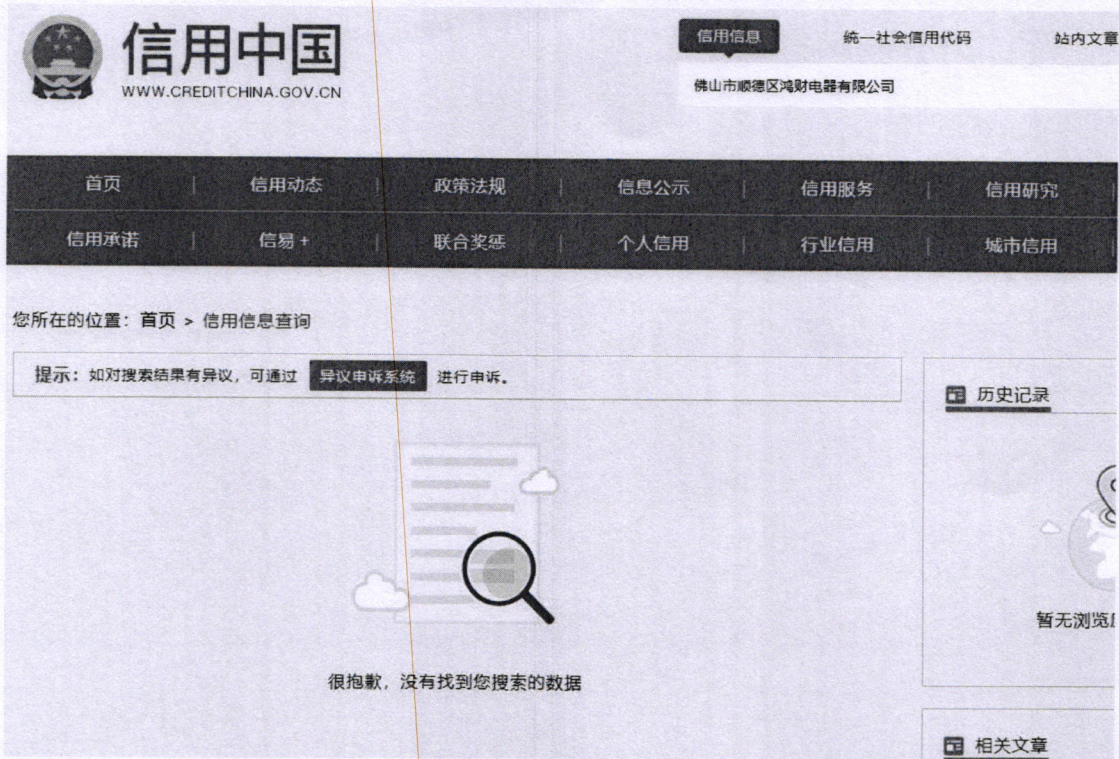 信用中国
WWW.CREDITCHINA.GOV.CN
信用信息 统一社会信用代码 站内文章
佛山市顺德区鸿财电器有限公司
首页 | 信用动态 | 政策法规 | 信息公示 | 信用服务 | 信用研究
信用承诺 | 信易+ | 联合奖惩 | 个人信用 | 行业信用 | 城市信用
您所在的位置：首页 > 信用信息查询
提示：如对搜索结果有异议，可通过 异议申诉系统 进行申诉。
历史记录
暂无浏览
很抱歉，没有找到您搜索的数据
相关文章